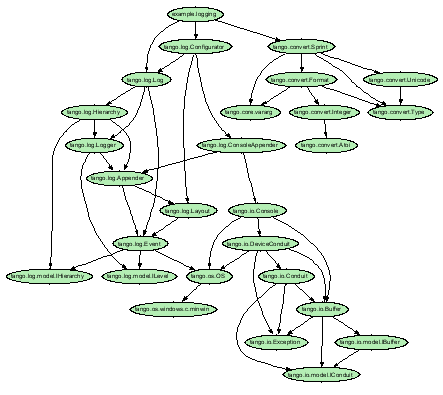 example.logging
tango.log.Configurator
tango.convert.Sprint
tango.log.Log
tango.convert.Format
tango.convert.Unicode
tango.log.Hierarchy
tango.core.vararg
tango.convert.Integer
tango.convert.Type
tango.log.Logger
tango.log.ConsoleAppender
tango.convert.Atoi
tango.log.Appender
tango.log.Layout
tango.io.Console
tango.log.Event
tango.io.DeviceConduit
tango.log.model.IHierarchy
tango.log.model.ILevel
tango.os.OS
tango.io.Conduit
tango.os.windows.c.minwin
tango.io.Buffer
tango.io.Exception
tango.io.model.IBuffer
tango.io.model.IConduit